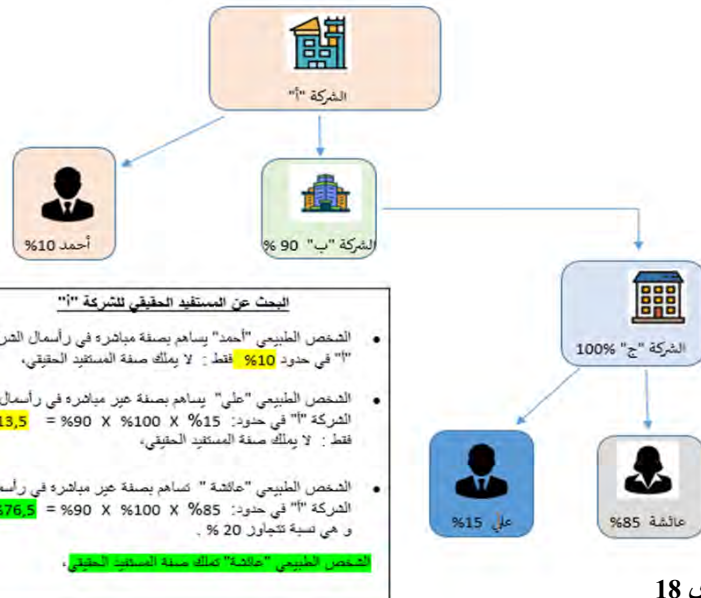 الشركة "أ"
أحمد 10%
الشركة "ب" 90 %
الشركة "ج" 100%
علي 15%
عائشة 85%
البحث عن المستفيد الحقيقي للشركة "أ"
الشخص الطبيعي "أحمد" يساهم بصفة مباشرة في رأسمال
"أ" في حدود 10% فقط : لا يملك صفة المستفيد الحقيقي،
الشخص الطبيعي "علي" يساهم بصفة غير مباشرة في رأسمال
الشركة "أ" في حدود: 15% X 100% X 90% = 13,5
فقط : لا يملك صفة المستفيد الحقيقي،
الشخص الطبيعي "عائشة " تساهم بصفة غير مباشرة في
الشركة "أ" في حدود: 85% X 100% X 90% = 76,5%
و هي نسبة تتجاوز 20 % .
الشخص الطبيعي "عائشة" تملك صفة المستفيد الحقيقي،
18